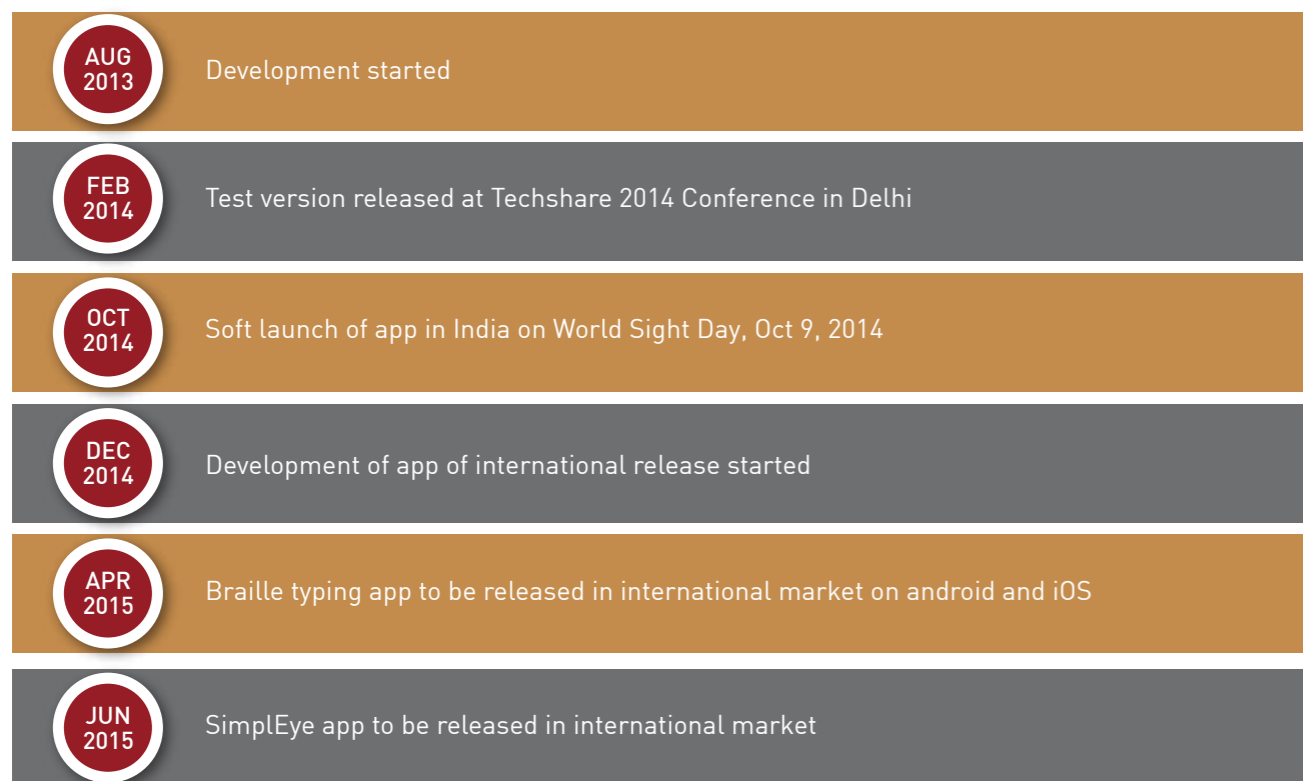 AUG
2013
Development started
FEB
2014
Test version released at Techshare 2014 Conference in Delhi
OCT
2014
Soft launch of app in India on World Sight Day, Oct 9, 2014
DEC
2014
Development of app of international release started
APR
2015
Braille typing app to be released in international market on android and iOS
JUN
2015
SimplEye app to be released in international market